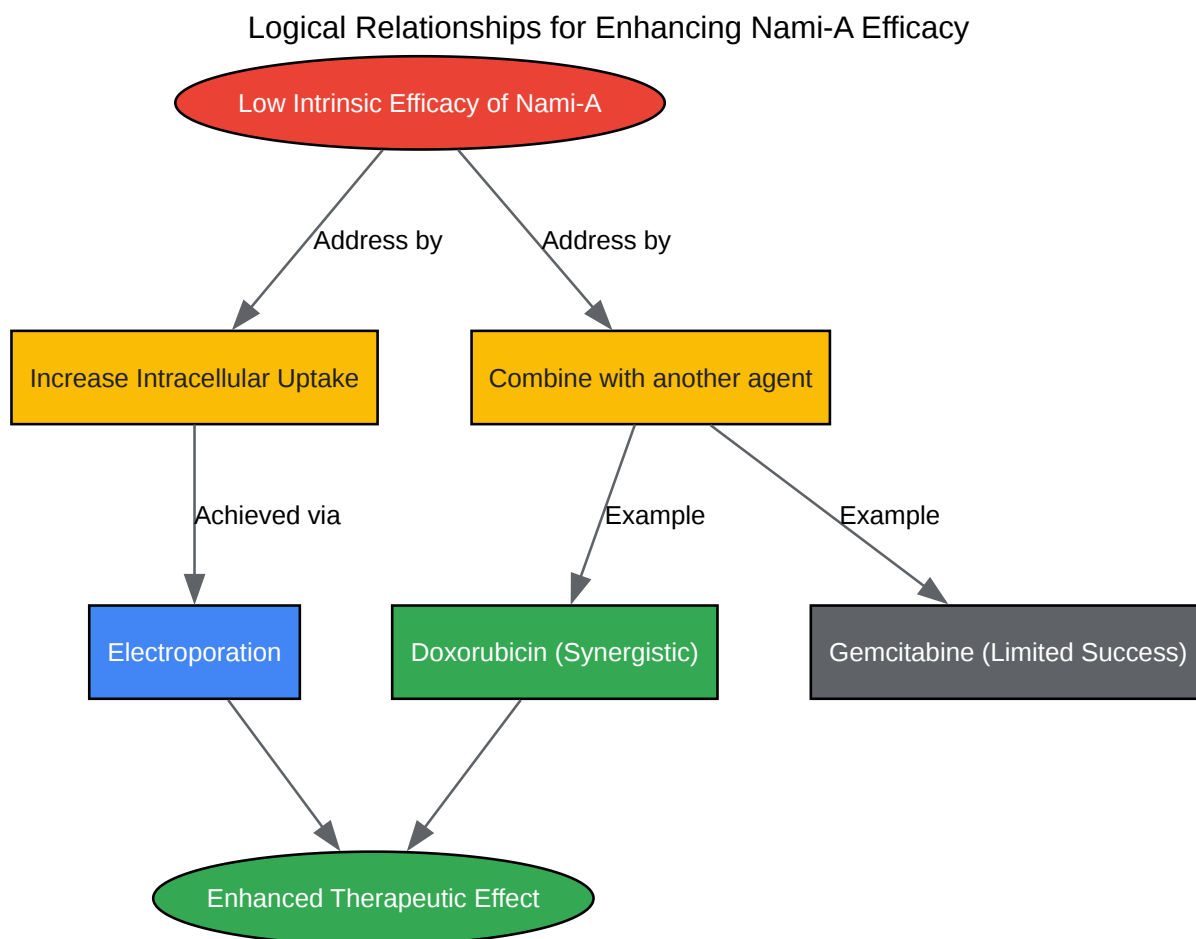 Logical Relationships for Enhancing Nami-A Efficacy
Low Intrinsic Efficacy of Nami-A
Address by
Address by
Increase Intracellular Uptake
Combine with another agent
Achieved via
Example
Example
Electroporation
Doxorubicin (Synergistic)
Gemcitabine (Limited Success)
Enhanced Therapeutic Effect